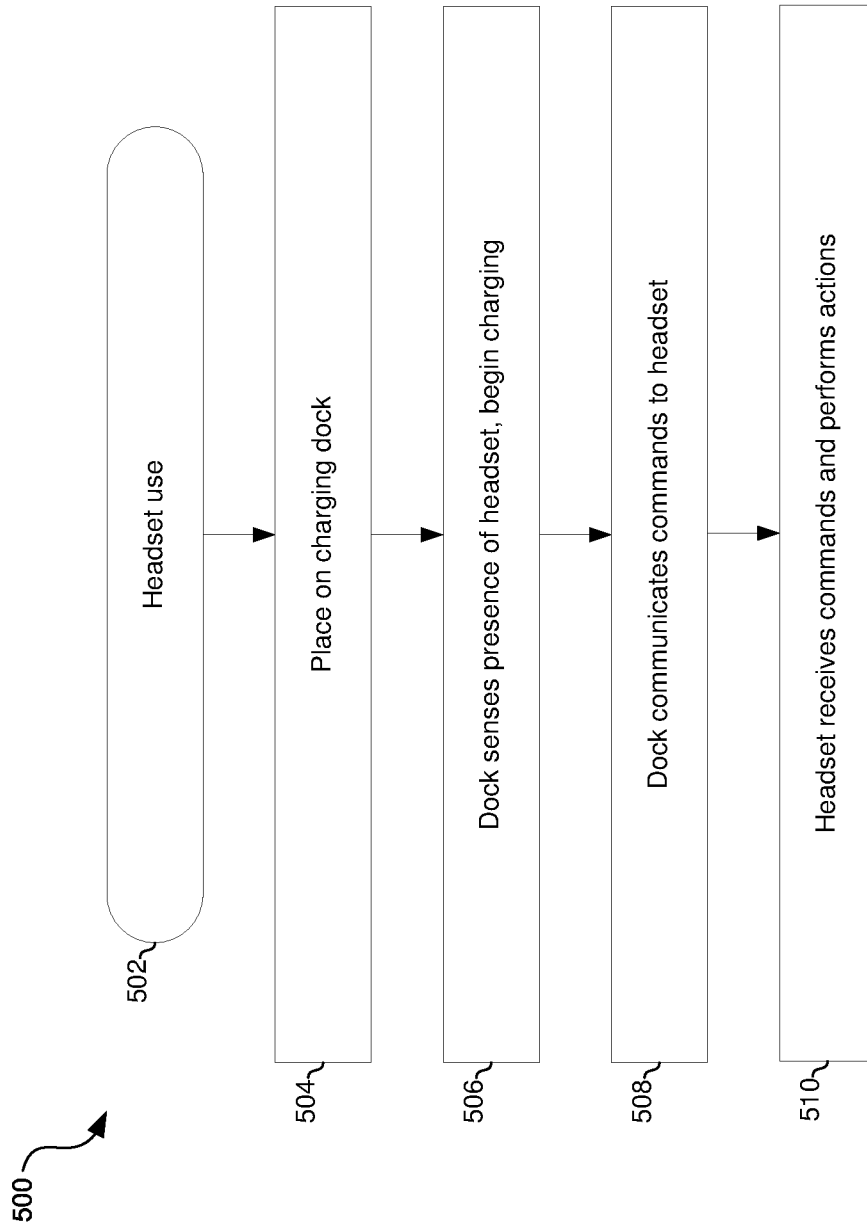 500
502
Headset use
504
Place on charging dock
506
Dock senses presence of headset, begin charging
508
Dock communicates commands to headset
510
Headset receives commands and performs actions